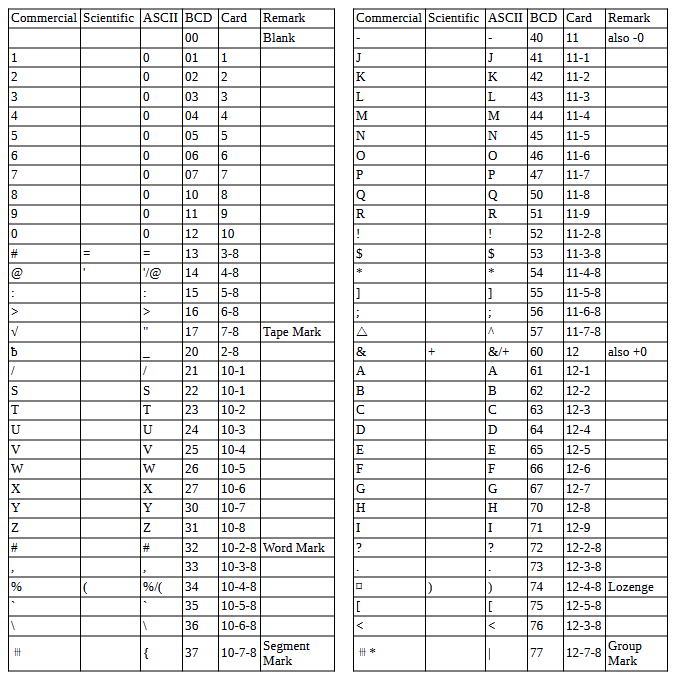 Commercial Scientific ASCII BCD Card Remark
00 Blank
1 0 01 1
2 0 02 2
3 0 03 3
4 0 04 4
5 0 05 5
6 0 06 6
7 0 07 7
8 0 10 8
9 0 11 9
0 0 12 10
# = = 13 3-8
@ ' '/@ 14 4-8
: : 15 5-8
> > 16 6-8
√ " 17 7-8 Tape Mark
ƀ _ 20 2-8
/ / 21 10-1
S S 22 10-1
T T 23 10-2
U U 24 10-3
V V 25 10-4
W W 26 10-5
X X 27 10-6
Y Y 30 10-7
Z Z 31 10-8
# # 32 10-2-8 Word Mark
, , 33 10-3-8
% ( %/( 34 10-4-8
` ` 35 10-5-8
\ \ 36 10-6-8
⧻ { 37 10-7-8 Segment
Mark
Commercial Scientific ASCII BCD Card Remark
- - 40 11 also -0
J J 41 11-1
K K 42 11-2
L L 43 11-3
M M 44 11-4
N N 45 11-5
O O 46 11-6
P P 47 11-7
Q Q 50 11-8
R R 51 11-9
! ! 52 11-2-8
$ $ 53 11-3-8
* * 54 11-4-8
] ] 55 11-5-8
; ; 56 11-6-8
△ ^ 57 11-7-8
& + &/+ 60 12 also +0
A A 61 12-1
B B 62 12-2
C C 63 12-3
D D 64 12-4
E E 65 12-5
F F 66 12-6
G G 67 12-7
H H 70 12-8
I I 71 12-9
? ? 72 12-2-8
. . 73 12-3-8
⌑ ) ) 74 12-4-8 Lozenge
[ [ 75 12-5-8
< < 76 12-3-8
⧻ * | 77 12-7-8 Group
Mark